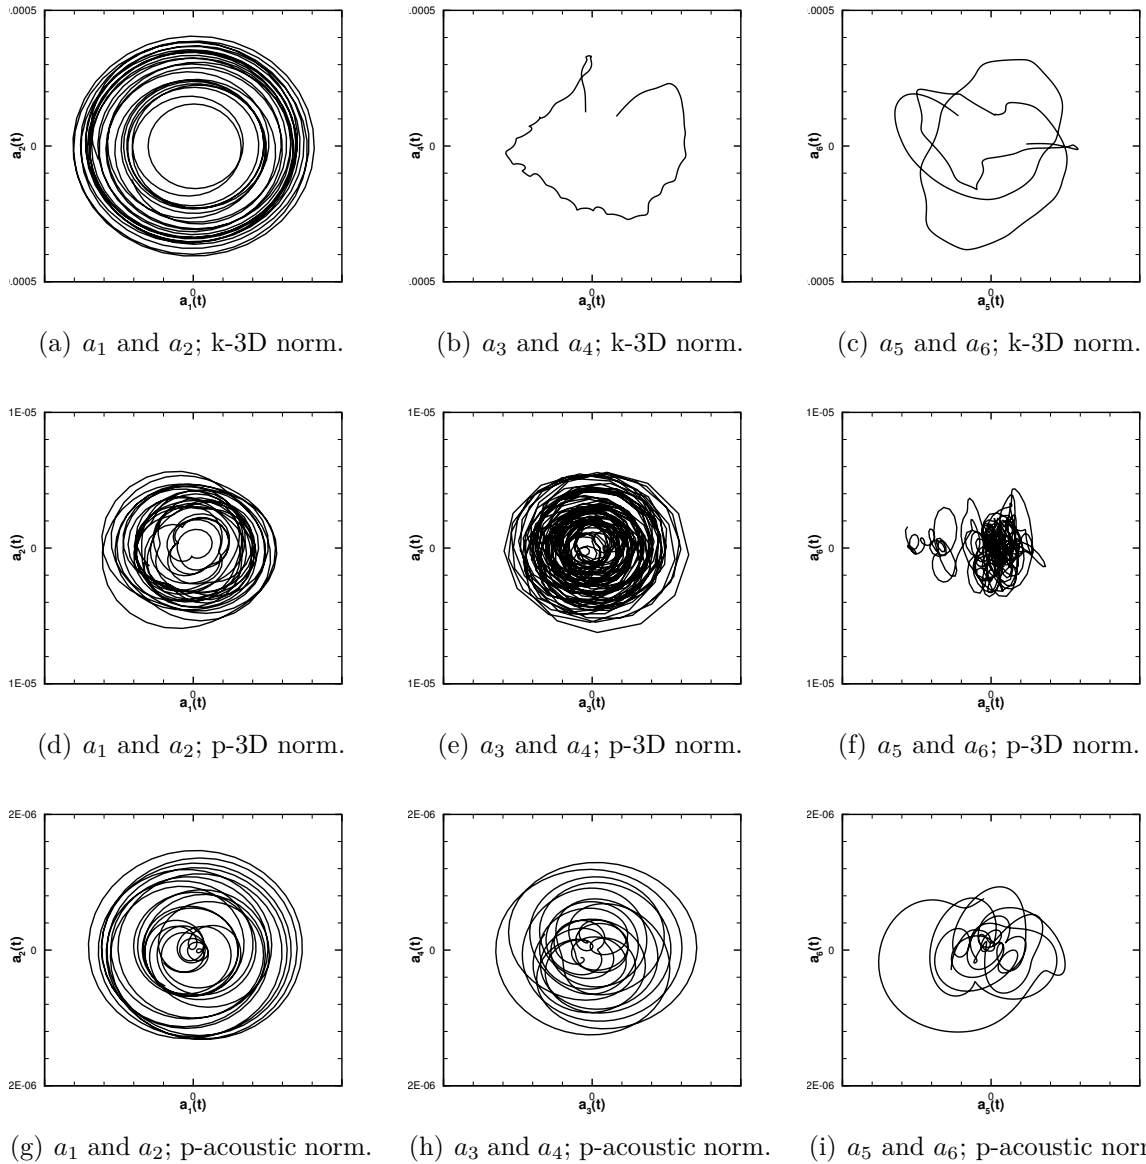 .0005 .0005 .0005
a2(t) 0 a4(t) 0 a6(t) 0
.0005 .0005 .0005
0 0 0
a1(t) a3(t) a5(t)
(a) a1 and a2; k-3D norm. (b) a3 and a4; k-3D norm. (c) a5 and a6; k-3D norm.
1E-05 1E-05 1E-05
a2(t) 0 a4(t) 0 a6(t) 0
1E-05 1E-05 1E-05
0 0 0
a1(t) a3(t) a5(t)
(d) a1 and a2; p-3D norm. (e) a3 and a4; p-3D norm. (f) a5 and a6; p-3D norm.
2E-06 2E-06 2E-06
a2(t) 0 a4(t) 0 a6(t) 0
2E-06 2E-06 2E-06
0 0 0
a1(t) a3(t) a5(t)
(g) a1 and a2; p-acoustic norm. (h) a3 and a4; p-acoustic norm. (i) a5 and a6; p-acoustic norm